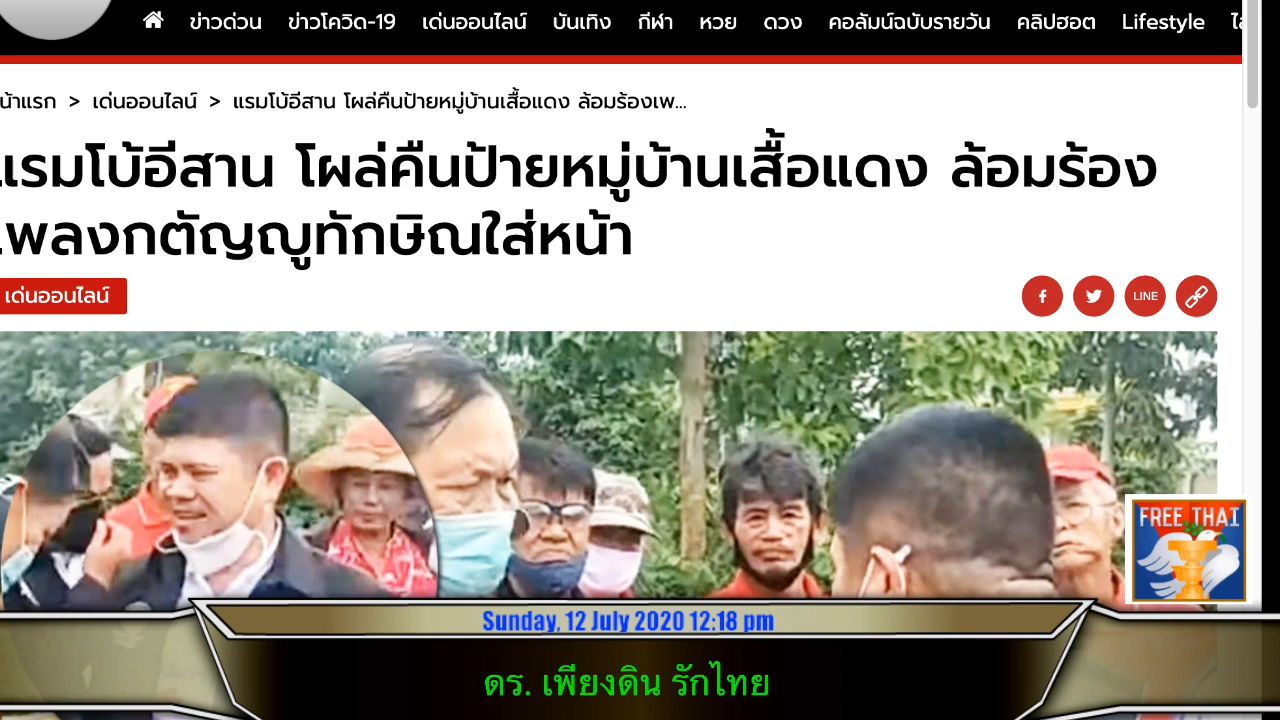 ข่าวด่วน ข่าวโควิด-19 เด่นออนไลน์ บันเทิง กีฬา หวย ดวง คอลัมน์ฉบับรายวัน คลิปฮอต Lifestyle
น้าแรก > เด่นออนไลน์ > แรมโบ้อีสาน โผล่คืนป้ายหมู่บ้านเสื้อแดง ล้อมร้องเพ...
แรมโบ้อีสาน โผล่คืนป้ายหมู่บ้านเสื้อแดง ล้อมร้อง
เพลงกตัญญูทักษิณใส่หน้า
เด่นออนไลน์
LINE
FREE THAI
Sunday, 12 July 2020 12:18 pm
ดร. เพียงดิน รักไทย